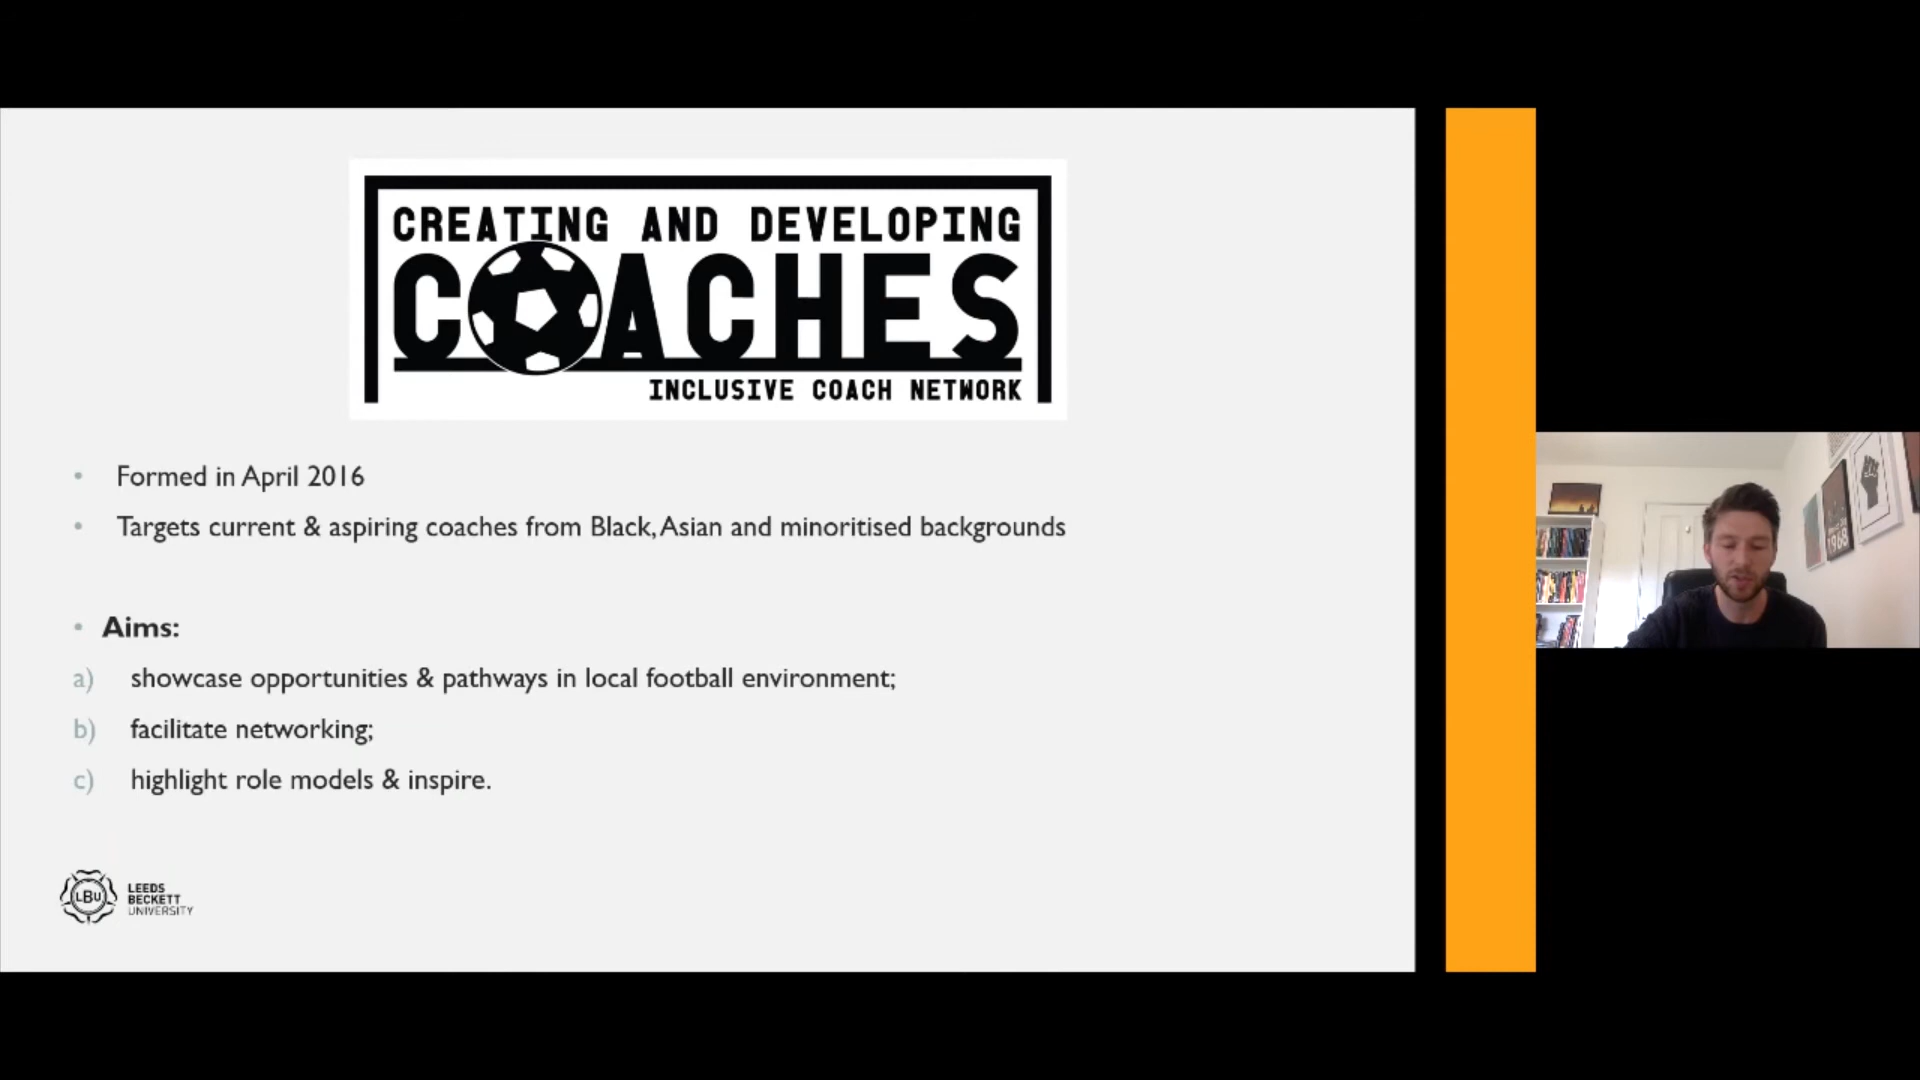 CREATING AND DEVELOPING
COACHES
INCLUSIVE COACH NETWORK
• Formed in April 2016
• Targets current & aspiring coaches from Black, Asian and minoritised backgrounds
• Aims:
a) showcase opportunities & pathways in local football environment;
b) facilitate networking;
c) highlight role models & inspire.
LBU
LEEDS
BECKETT
UNIVERSITY
1968